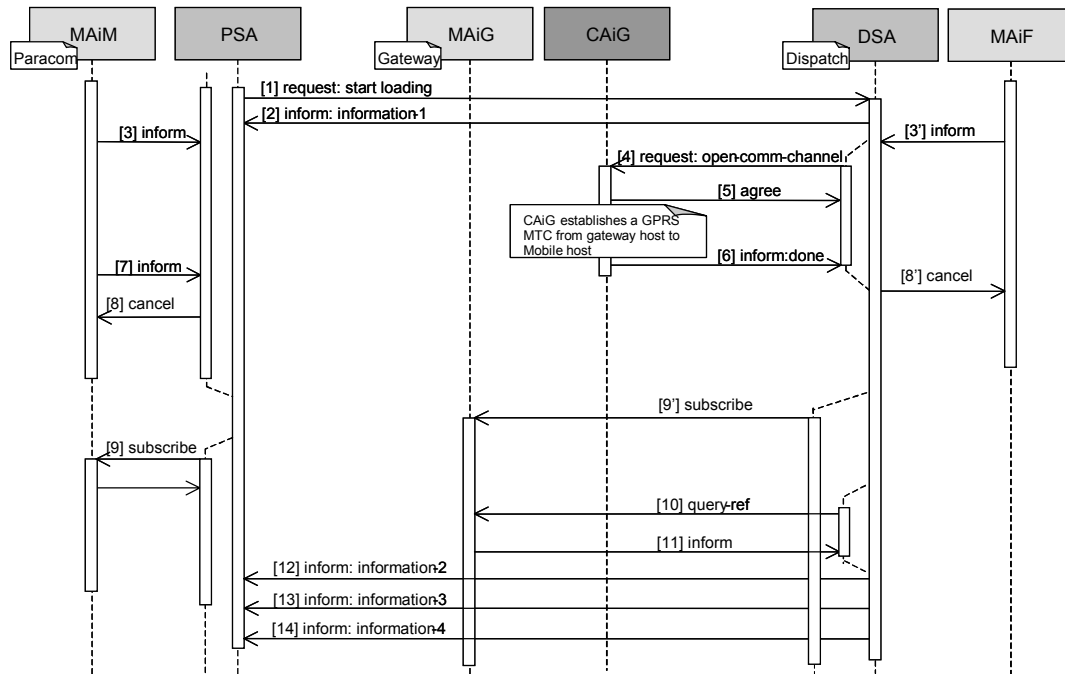 MAiM
PSA
MAiG
CAiG
DSA
MAiF
Paracom
Gateway
Dispatch
[1] request: start loading
[2] inform: information-1
[3] inform
[3'] inform
[4] request: open-comm-channel
[5] agree
CAiG establishes a GPRS
MTC from gateway host to
Mobile host
[6] inform:done
[7] inform
[8'] cancel
[8] cancel
[9'] subscribe
[9] subscribe
[10] query-ref
[11] inform
[12] inform: information-2
[13] inform: information-3
[14] inform: information-4